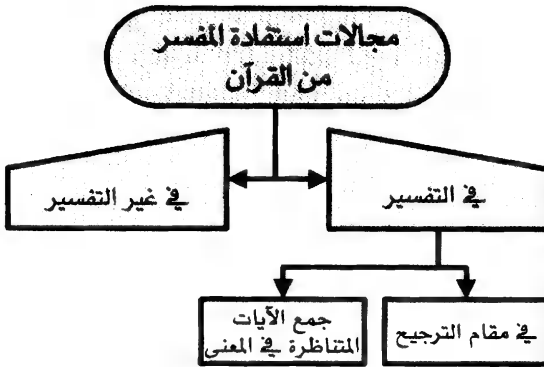 مجالات استفادة المفسر
من القرآن
في التفسير
في غير التفسير
في مقام الترجيح
جمع الآيات
المتناظرة في المعنى